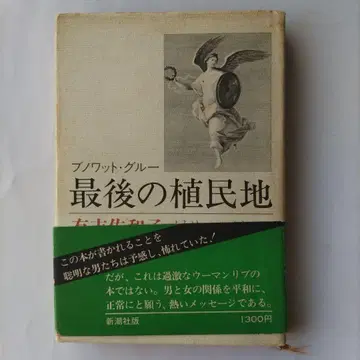 ブノワット・グルー
最後の植民地
有吉佐和子
この本が書かれることを
聡明な男たちは予感し、怖れていた!
だが、これは過激なウーマンリブの
本ではない。男と女の関係を平和に、
正常にと願う、熱いメッセージである。
新潮社版
1300円